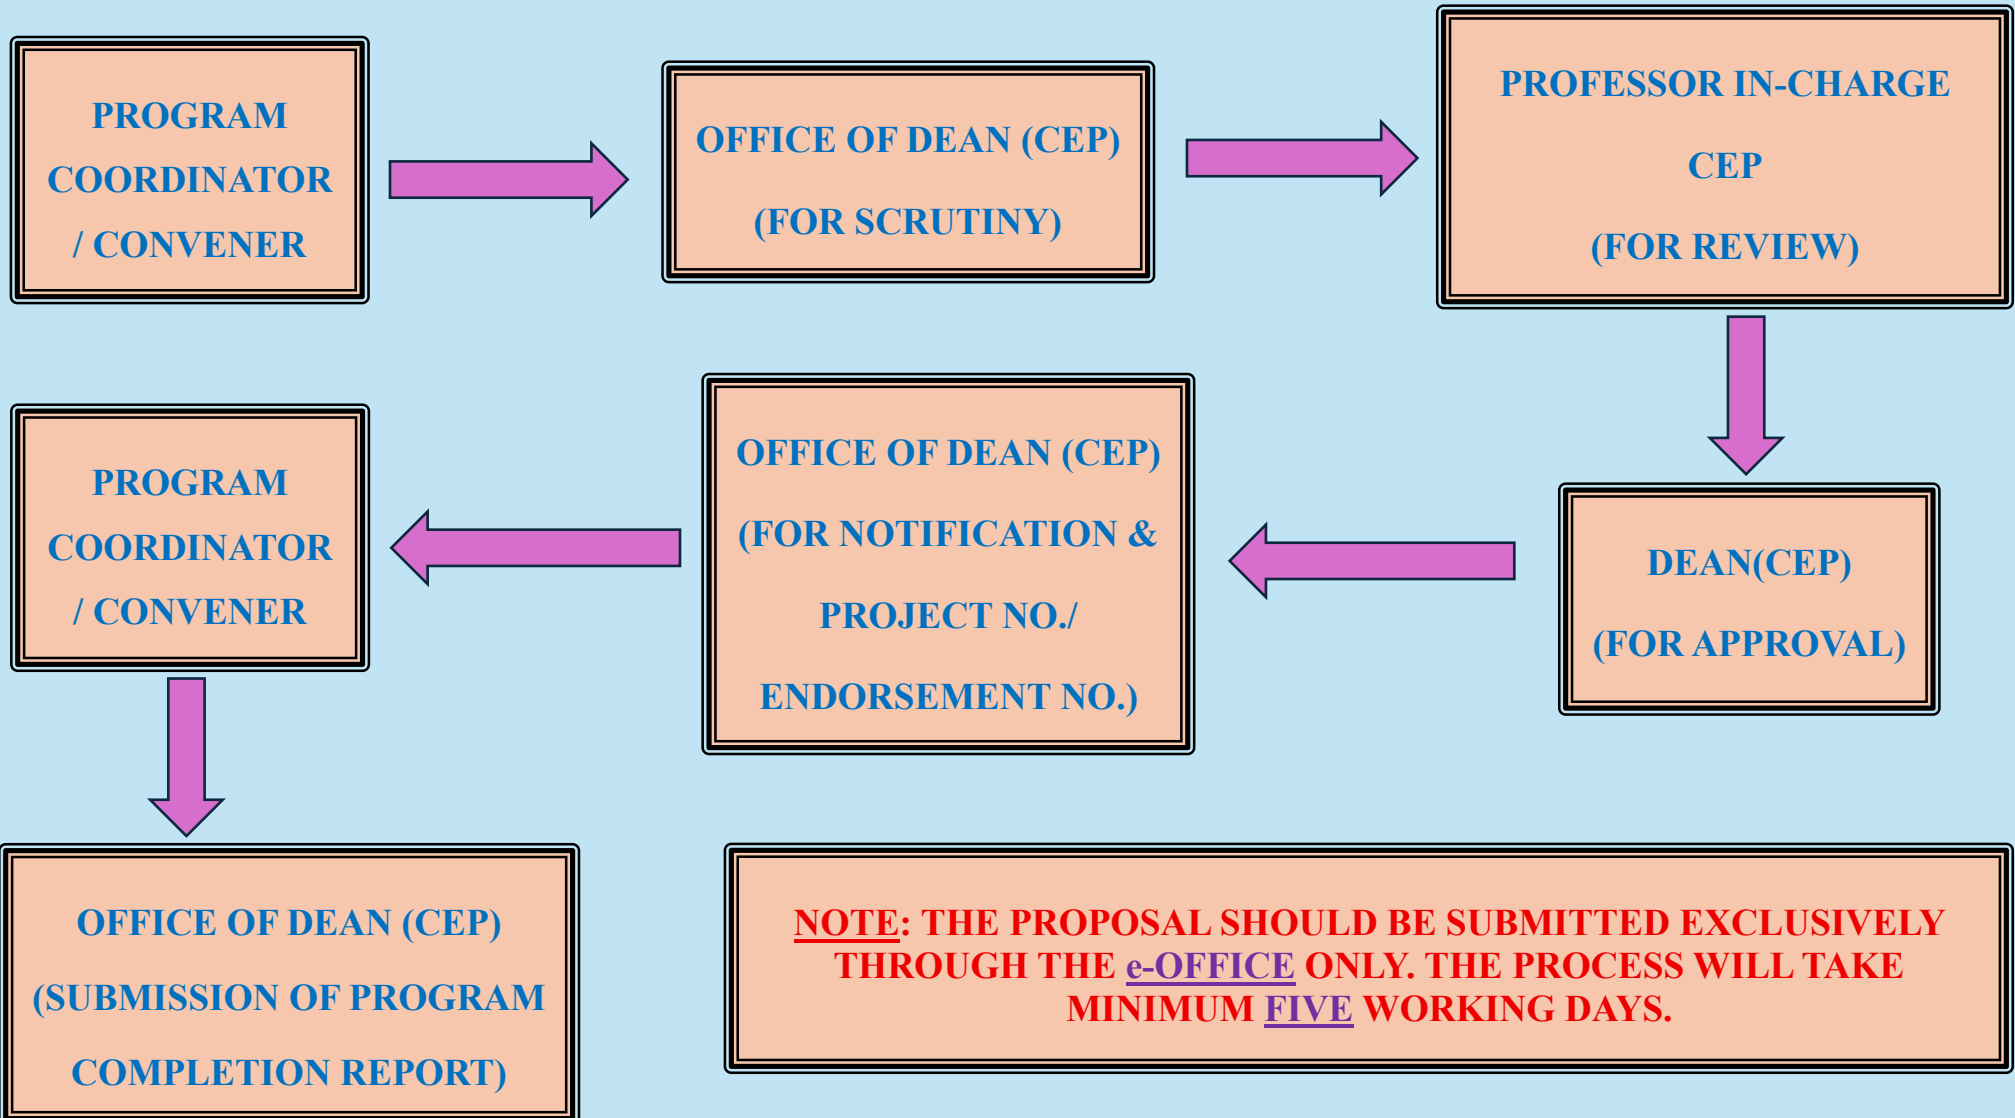 PROGRAM
COORDINATOR
/ CONVENER
OFFICE OF DEAN (CEP)
(FOR SCRUTINY)
PROFESSOR IN-CHARGE
CEP
(FOR REVIEW)
PROGRAM
COORDINATOR
/ CONVENER
OFFICE OF DEAN (CEP)
(FOR NOTIFICATION &
PROJECT NO./
ENDORSEMENT NO.)
DEAN(CEP)
(FOR APPROVAL)
OFFICE OF DEAN (CEP)
(SUBMISSION OF PROGRAM
COMPLETION REPORT)
NOTE: THE PROPOSAL SHOULD BE SUBMITTED EXCLUSIVELY
THROUGH THE e-OFFICE ONLY. THE PROCESS WILL TAKE
MINIMUM FIVE WORKING DAYS.